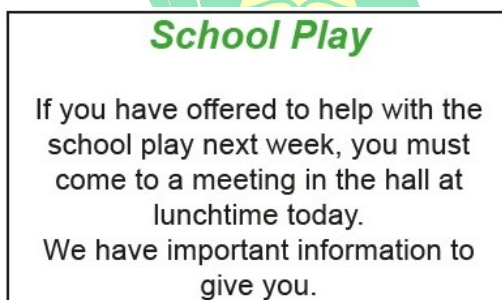 School Play
If you have offered to help with the
school play next week, you must
come to a meeting in the hall at
lunchtime today.
We have important information to
give you.